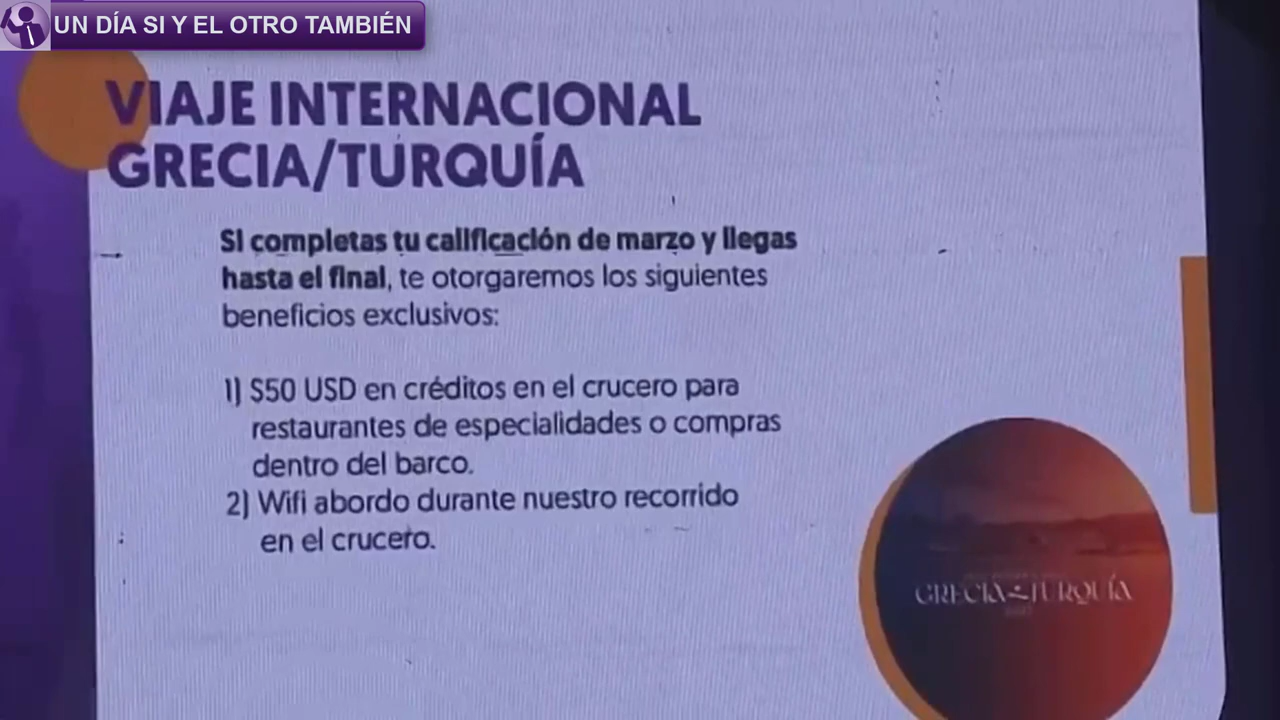 UN DÍA SI Y EL OTRO TAMBIÉN
VIAJE INTERNACIONAL
GRECIA/TURQUÍA
Si completas tu calificación de marzo y llegas
hasta el final, te otorgaremos los siguientes
beneficios exclusivos:
1) $50 USD en créditos en el crucero para
restaurantes de especialidades o compras
dentro del barco.
2) Wifi abordo durante nuestro recorrido
en el crucero.
GRECIA TURQUÍA